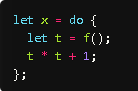 let x = do {
  let t = f();
  t * t + 1;
};